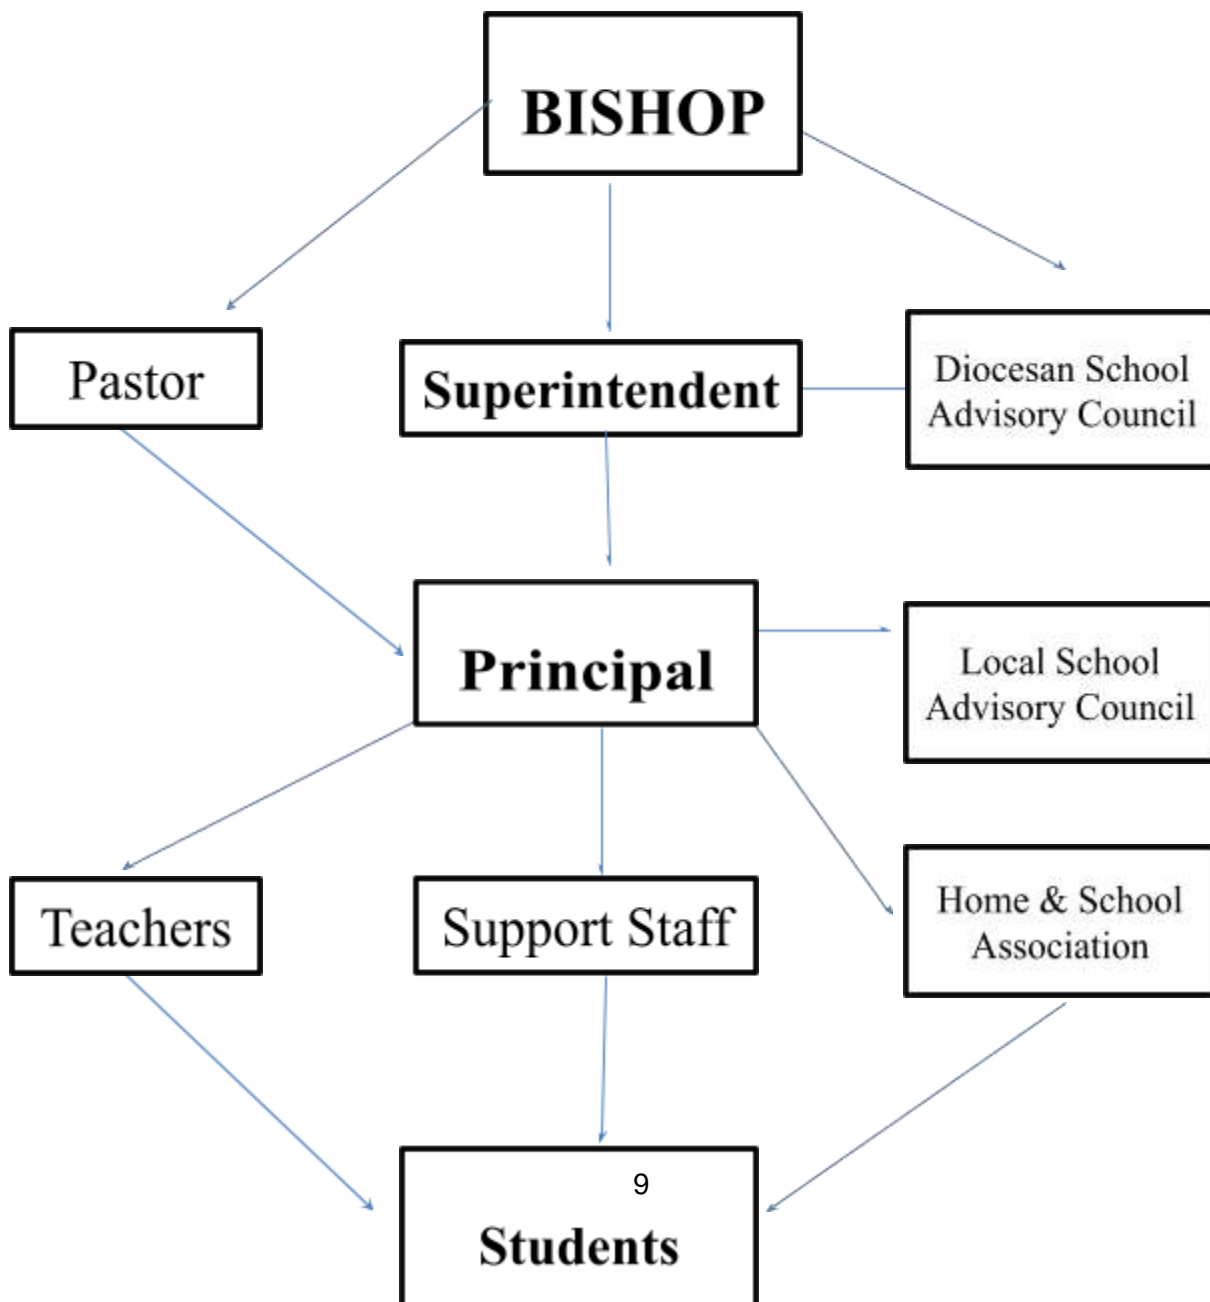 BISHOP
Pastor
Superintendent
Diocesan School
Advisory Council
Principal
Local School
Advisory Council
Teachers
Support Staff
Home & School
Association
9
Students